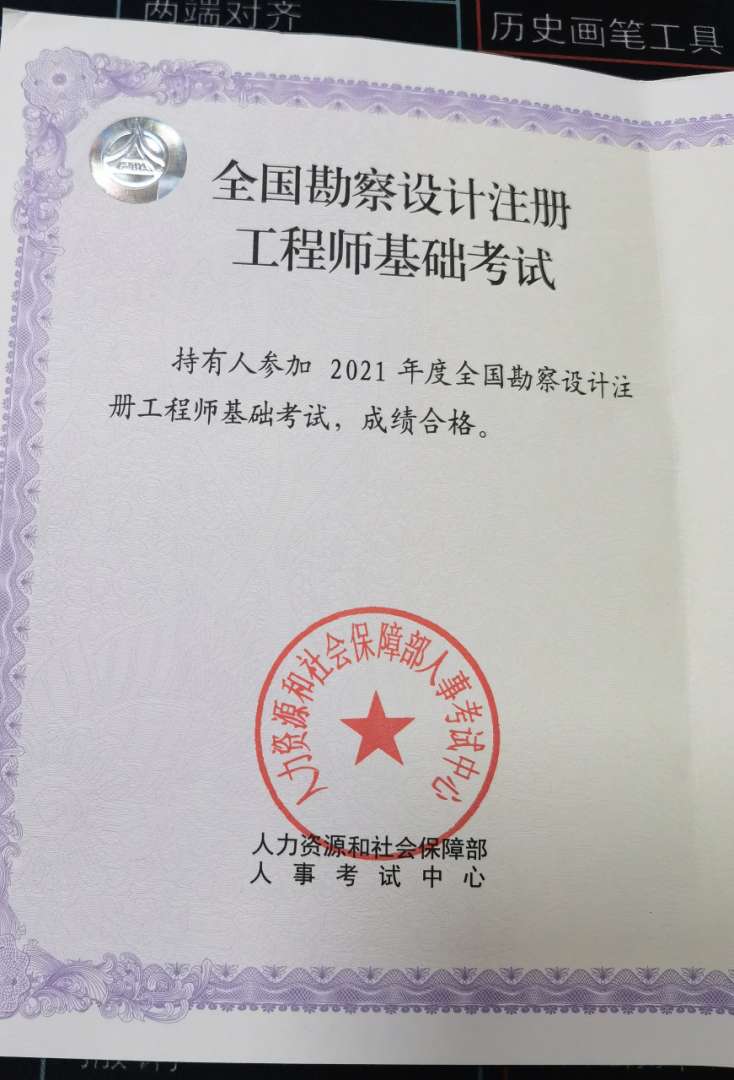 两端对齐
历史画笔工具
全国勘察设计注册
工程师基础考试
持有人参加 2021 年度全国勘察设计注
册工程师基础考试，成绩合格。
人力资源和社会保障部人事考试中心
人力资源和社会保障部
人事考试中心